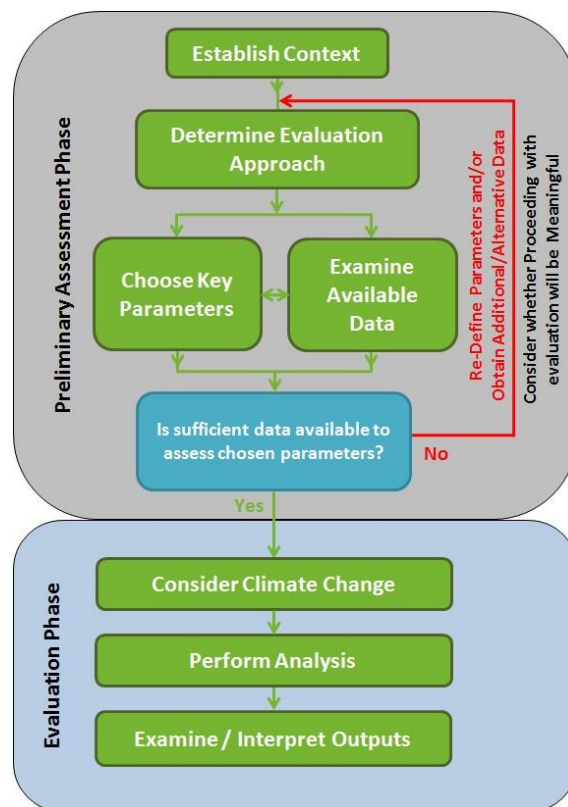 Preliminary Assessment Phase
Establish Context
Determine Evaluation
Approach
Choose Key
Parameters
Examine
Available
Data
Is sufficient data available to
assess chosen parameters?
No
Re-Define Parameters and/or
Obtain Additional/Alternative Data
Consider whether Proceeding with
evaluation will be Meaningful
Yes
Evaluation Phase
Consider Climate Change
Perform Analysis
Examine / Interpret Outputs